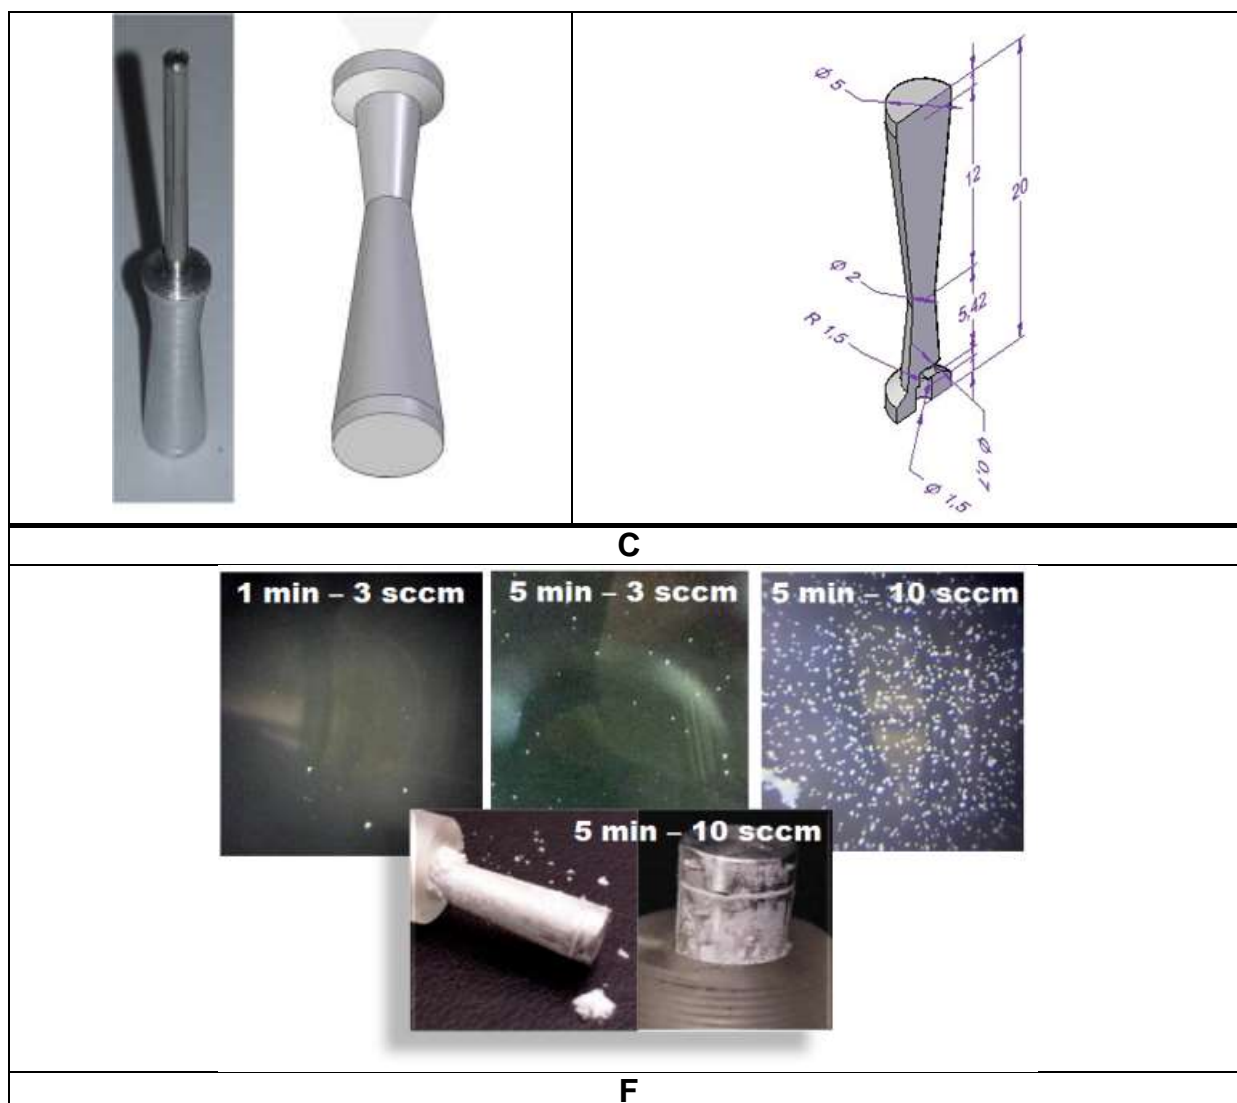 Ø 5
12
20
Ø 2
5,42
R 1,5
Ø 0,7
Ø 1,5
C
1 min – 3 sccm
5 min – 3 sccm
5 min – 10 sccm
5 min – 10 sccm
F